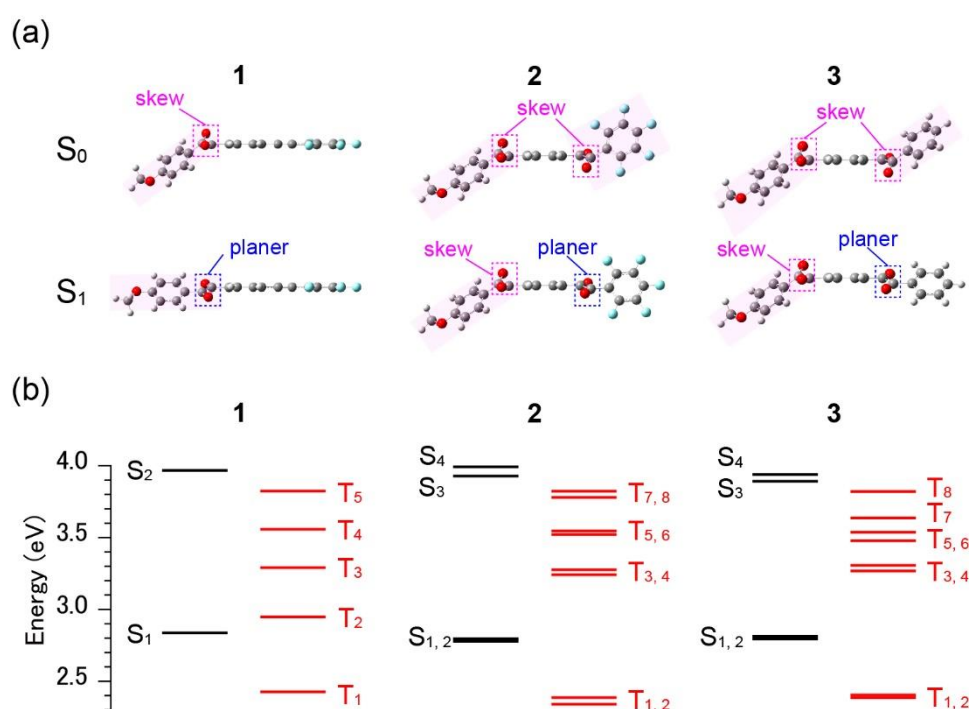 (a)
1 2 3
skew skew skew
S0
planer
skew planer skew planer
S1
(b)
1 2 3
Energy (eV)
4.0
3.5
3.0
2.5
S2
S1
T5
T4
T3
T2
T1
S4
S3
S1, 2
T7, 8
T5, 6
T3, 4
T1, 2
S4
S3
S1, 2
T8
T7
T5, 6
T3, 4
T1, 2